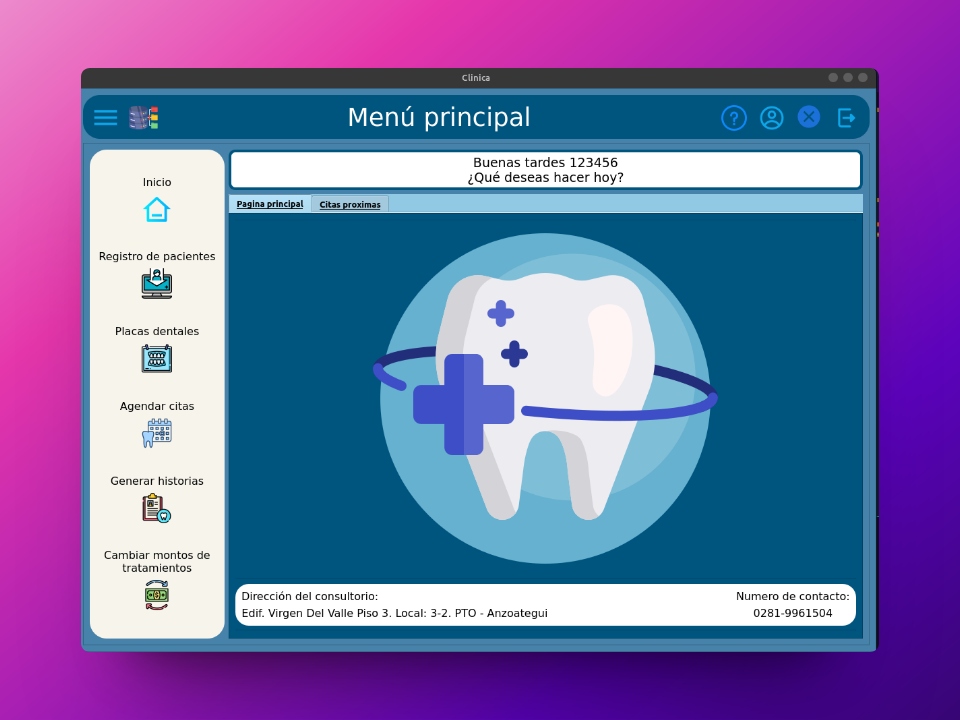 Clinica
Menú principal
?
Inicio
Registro de pacientes
Placas dentales
Agendar citas
Generar historias
Cambiar montos de
tratamientos
Buenas tardes 123456
¿Qué deseas hacer hoy?
Pagina principal
Citas proximas
Dirección del consultorio:
Edif. Virgen Del Valle Piso 3. Local: 3-2. PTO - Anzoategui
Numero de contacto:
0281-9961504